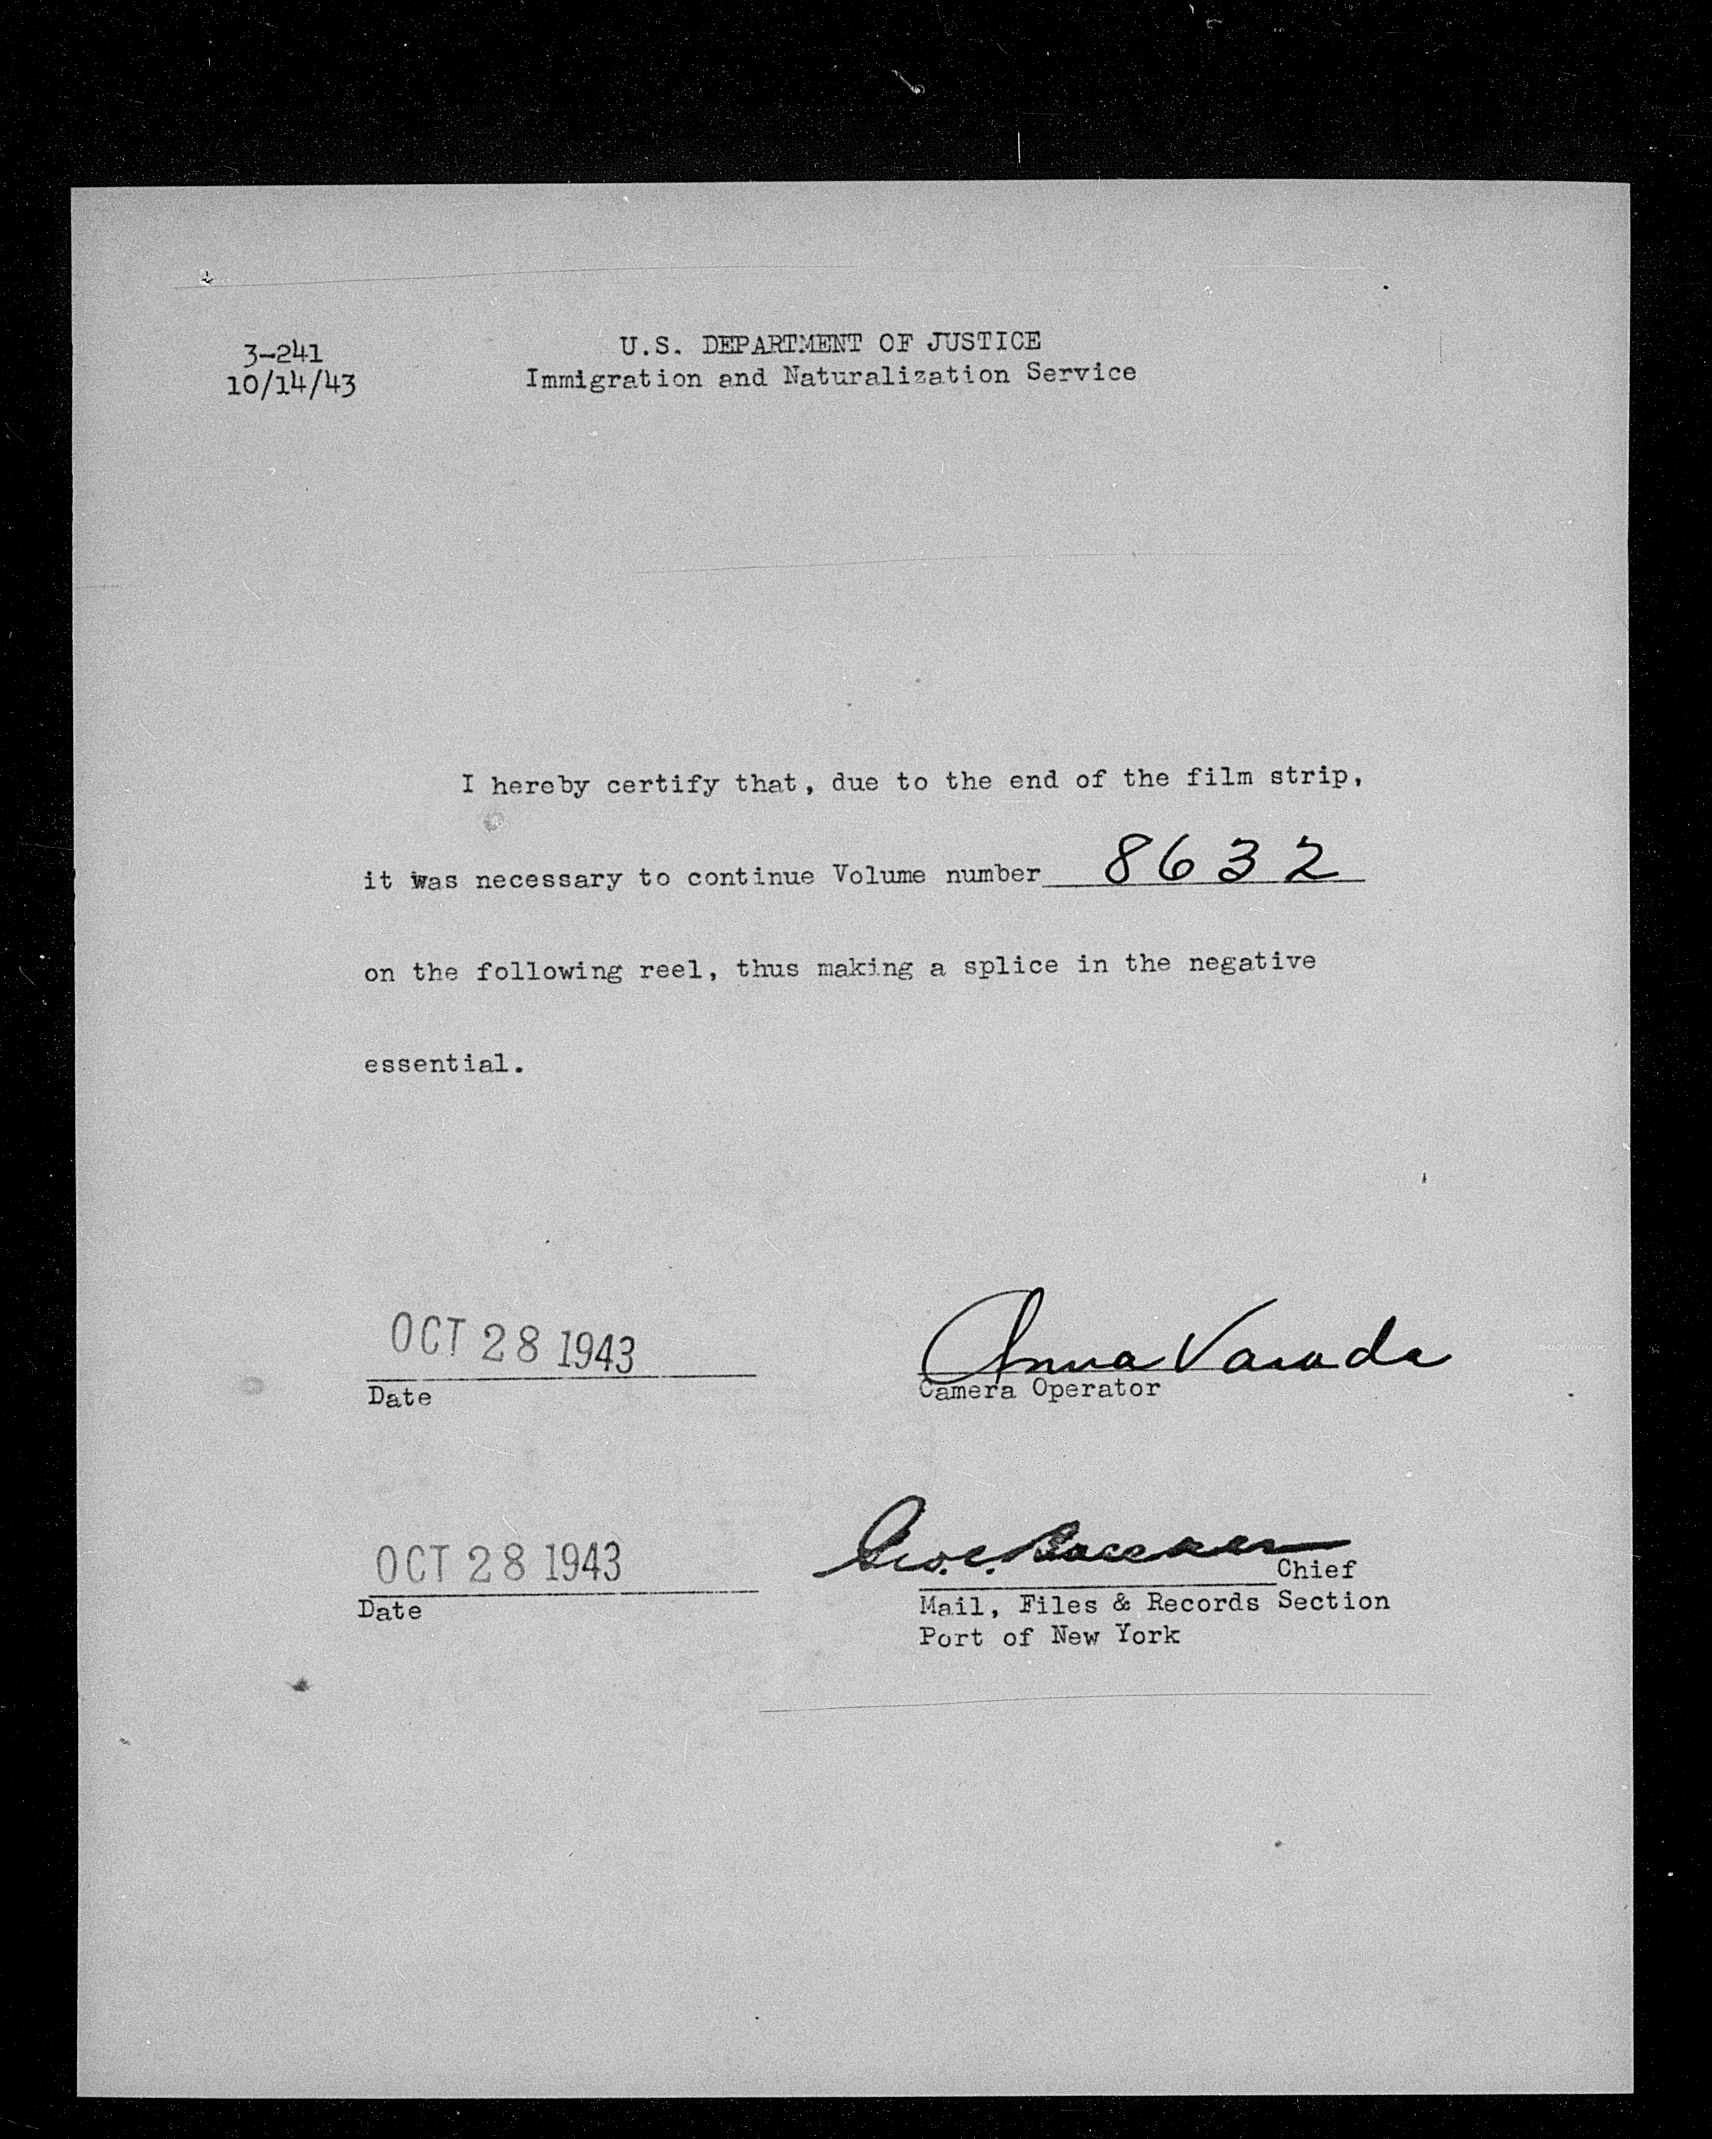 3-241
10/14/43
U.S. DEPARTMENT OF JUSTICE
Immigration and Naturalization Service
I hereby certify that, due to the end of the film strip,
it was necessary to continue Volume number 8632
on the following reel, thus making a splice in the negative
essential.
OCT 28 1943
Date
Anna Varada
Camera Operator
OCT 28 1943
Date
Geo. C.
Chief
Mail, Files & Records Section
Port of New York